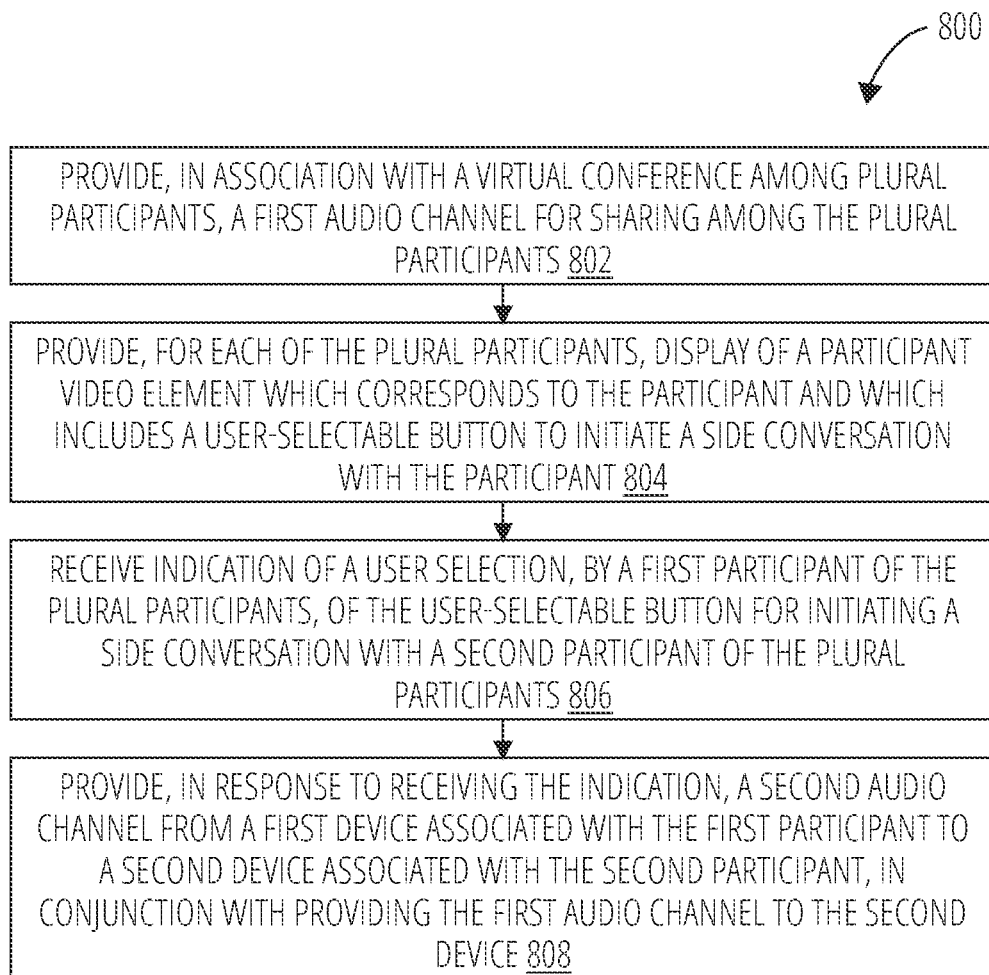 800
PROVIDE, IN ASSOCIATION WITH A VIRTUAL CONFERENCE AMONG PLURAL
PARTICIPANTS, A FIRST AUDIO CHANNEL FOR SHARING AMONG THE PLURAL
PARTICIPANTS 802
PROVIDE, FOR EACH OF THE PLURAL PARTICIPANTS, DISPLAY OF A PARTICIPANT
VIDEO ELEMENT WHICH CORRESPONDS TO THE PARTICIPANT AND WHICH
INCLUDES A USER-SELECTABLE BUTTON TO INITIATE A SIDE CONVERSATION
WITH THE PARTICIPANT 804
RECEIVE INDICATION OF A USER SELECTION, BY A FIRST PARTICIPANT OF THE
PLURAL PARTICIPANTS, OF THE USER-SELECTABLE BUTTON FOR INITIATING A
SIDE CONVERSATION WITH A SECOND PARTICIPANT OF THE PLURAL
PARTICIPANTS 806
PROVIDE, IN RESPONSE TO RECEIVING THE INDICATION, A SECOND AUDIO
CHANNEL FROM A FIRST DEVICE ASSOCIATED WITH THE FIRST PARTICIPANT TO
A SECOND DEVICE ASSOCIATED WITH THE SECOND PARTICIPANT, IN
CONJUNCTION WITH PROVIDING THE FIRST AUDIO CHANNEL TO THE SECOND
DEVICE 808